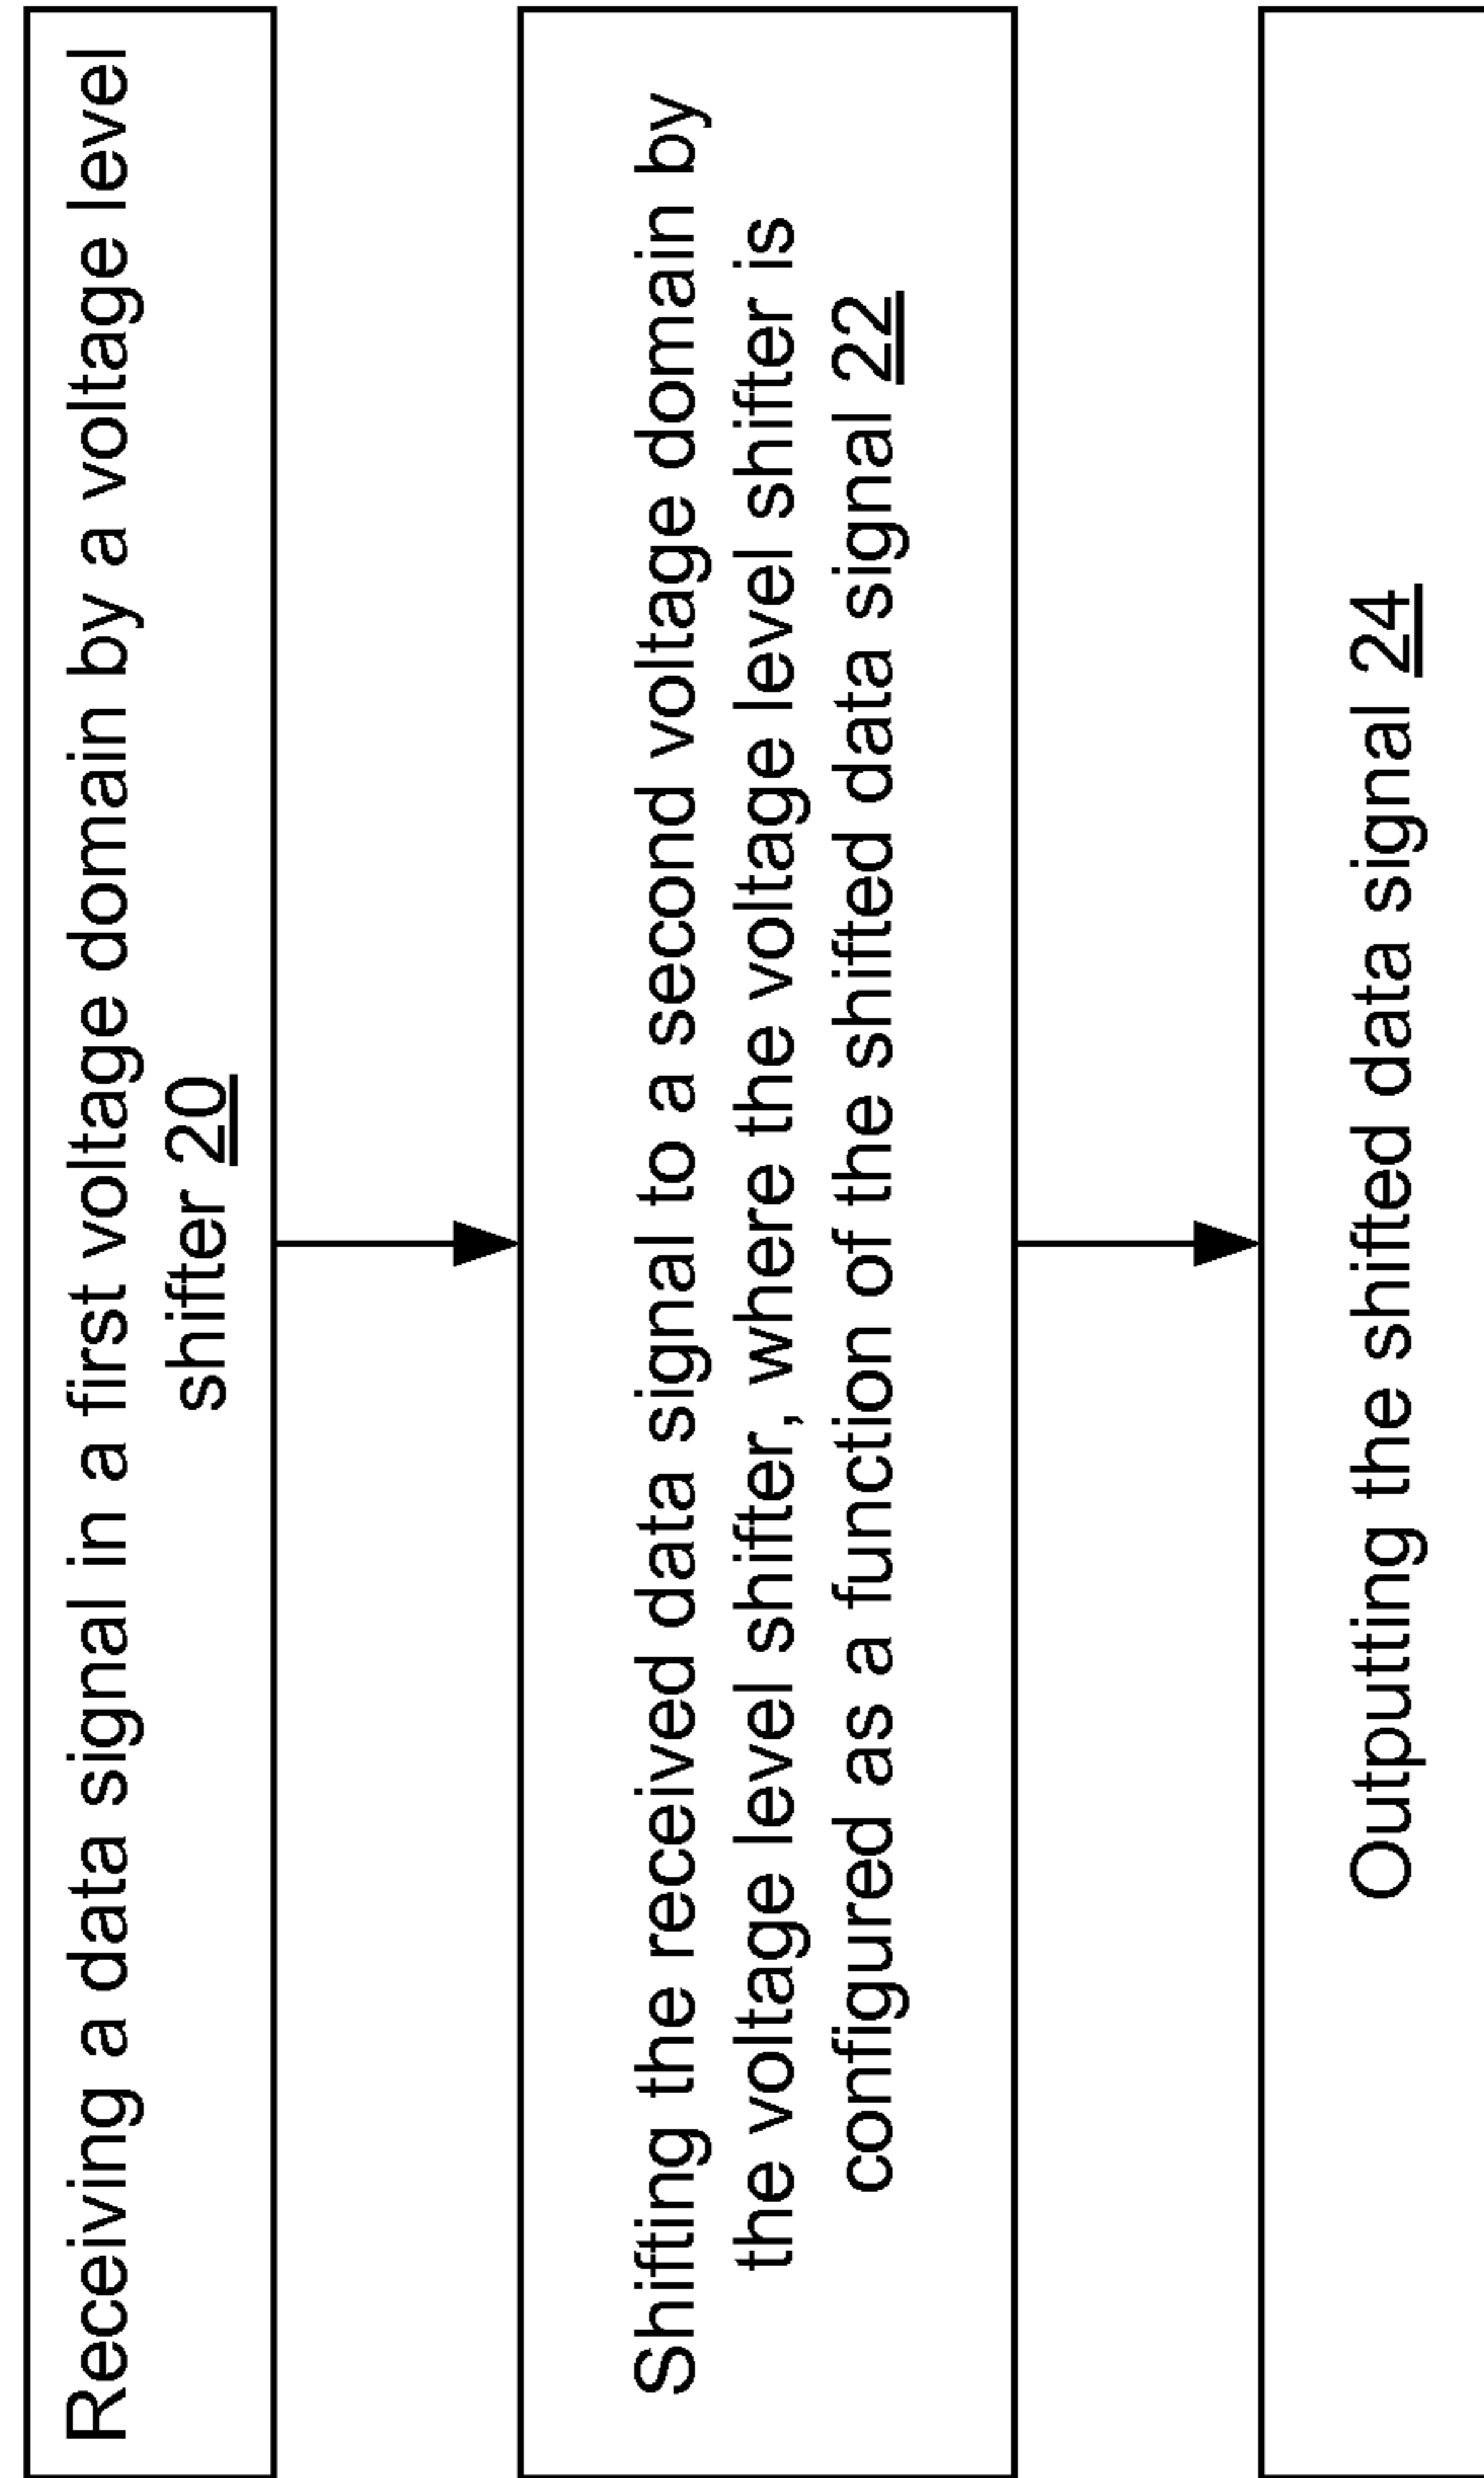 Receiving a data signal in a first voltage domain by a voltage level
shifter 20
Shifting the received data signal to a second voltage domain by
the voltage level shifter, where the voltage level shifter is
configured as a function of the shifted data signal 22
Outputting the shifted data signal 24